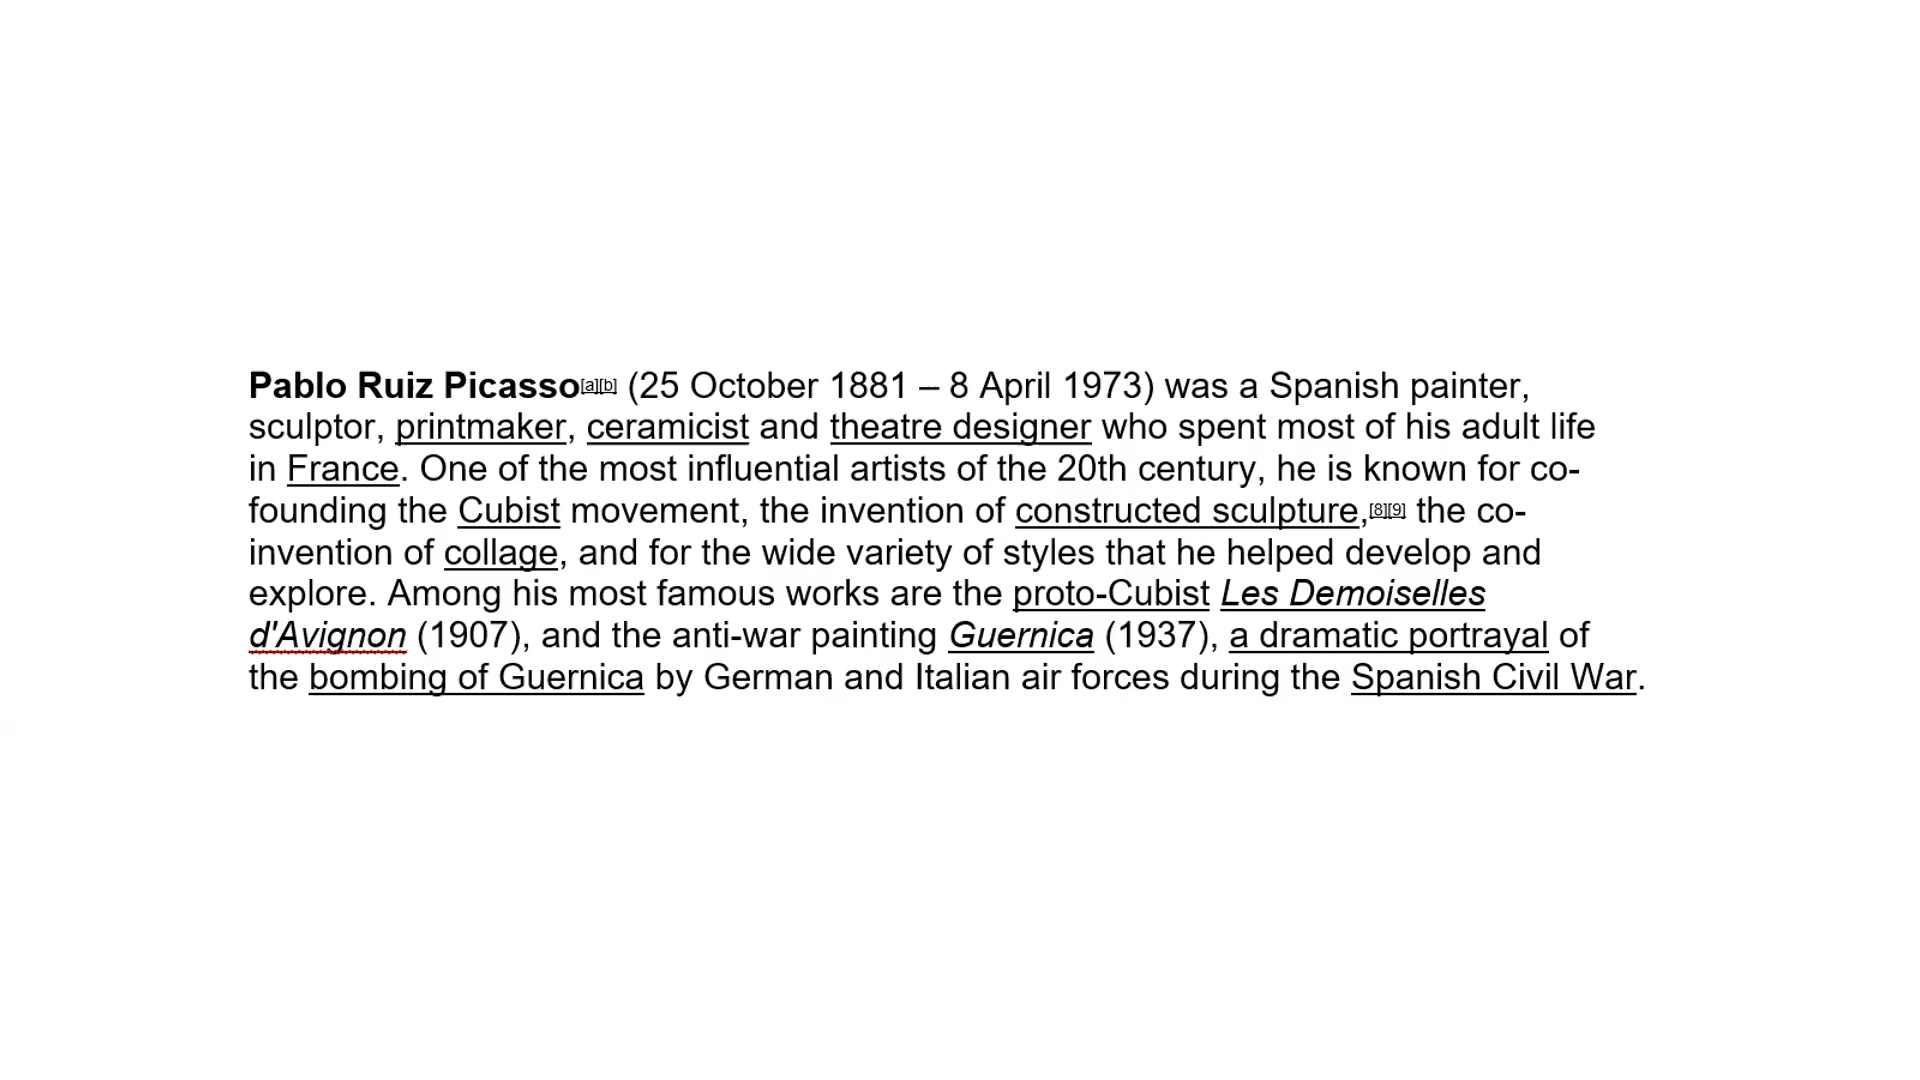 Pablo Ruiz Picasso[a][b] (25 October 1881 – 8 April 1973) was a Spanish painter,
sculptor, printmaker, ceramicist and theatre designer who spent most of his adult life
in France. One of the most influential artists of the 20th century, he is known for co-
founding the Cubist movement, the invention of constructed sculpture,[8][9] the co-
invention of collage, and for the wide variety of styles that he helped develop and
explore. Among his most famous works are the proto-Cubist Les Demoiselles
d'Avignon (1907), and the anti-war painting Guernica (1937), a dramatic portrayal of
the bombing of Guernica by German and Italian air forces during the Spanish Civil War.